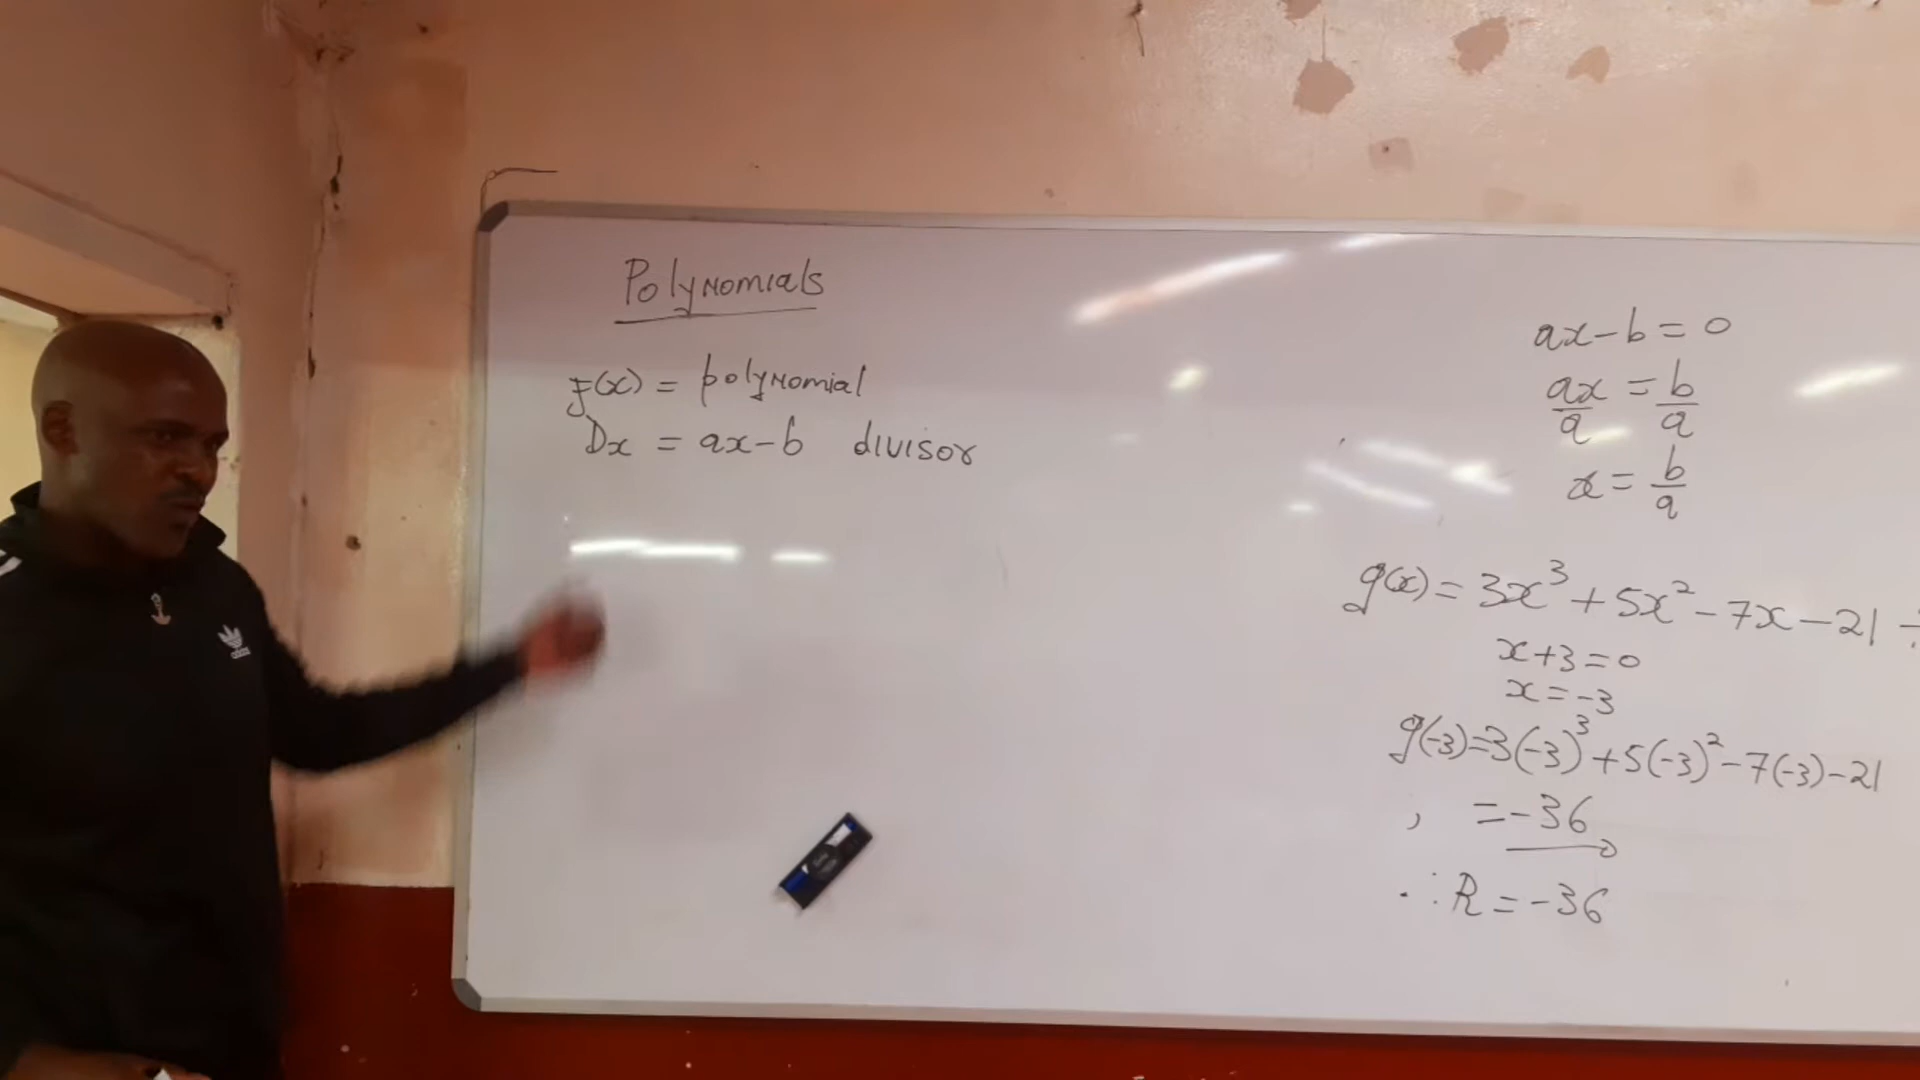 Polynomials
f(x) = polynomial
Dx = ax-b divisor
ax-b=0
ax/a = b/a
x = b/a
g(x) = 3x³ + 5x² - 7x - 21 ÷
x+3=0
x=-3
g(-3)=3(-3)³+5(-3)²-7(-3)-21
=-36
∴ R = -36